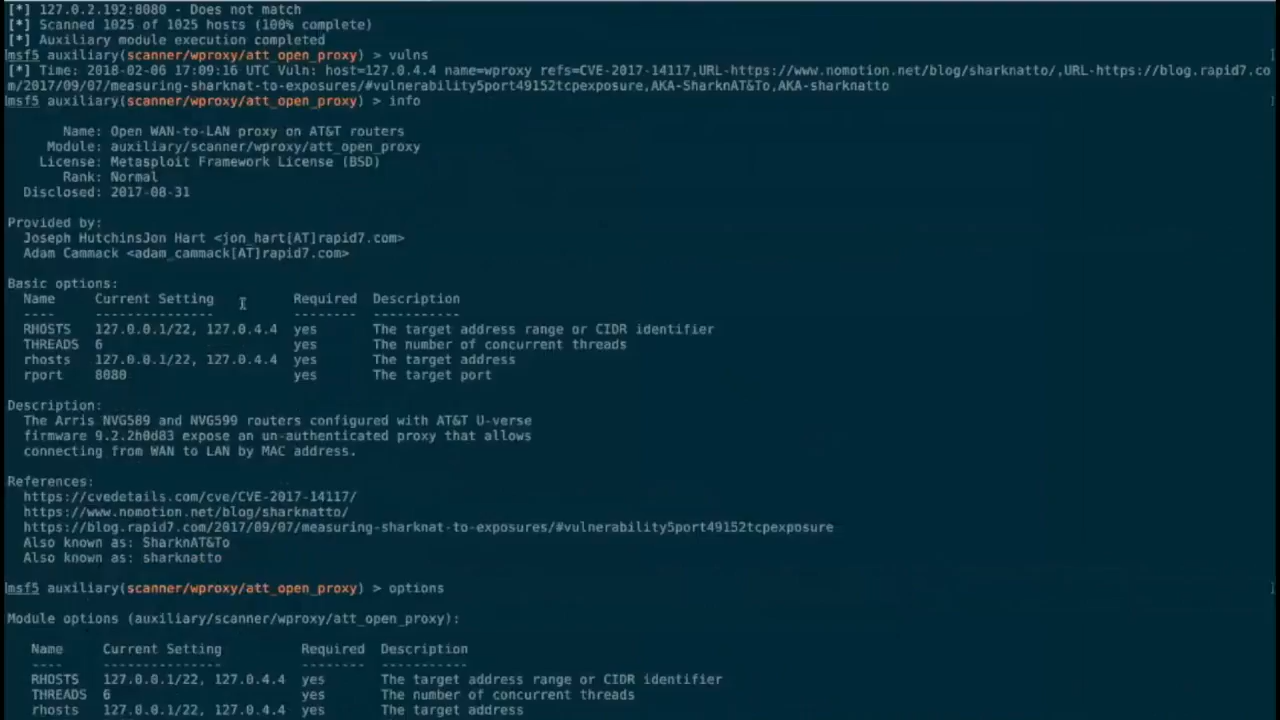 [*] 127.0.2.192:8080 - Does not match
[*] Scanned 1025 of 1025 hosts (100% complete)
[*] Auxiliary module execution completed
msf5 auxiliary(scanner/wproxy/att_open_proxy) > vulns
[*] Time: 2018-02-06 17:09:16 UTC Vuln: host=127.0.4.4 name=wproxy refs=CVE-2017-14117,URL-https://www.nomotion.net/blog/sharknatto/,URL-https://blog.rapid7.co
m/2017/09/07/measuring-sharknat-to-exposures/#vulnerability5port49152tcpexposure,AKA-SharknAT&To,AKA-sharknatto
msf5 auxiliary(scanner/wproxy/att_open_proxy) > info
Name: Open WAN-to-LAN proxy on AT&T routers
Module: auxiliary/scanner/wproxy/att_open_proxy
License: Metasploit Framework License (BSD)
Rank: Normal
Disclosed: 2017-08-31
Provided by:
Joseph HutchinsJon Hart <jon_hart[AT]rapid7.com>
Adam Cammack <adam_cammack[AT]rapid7.com>
Basic options:
Name Current Setting Required Description
---- --------------- -------- -----------
RHOSTS 127.0.0.1/22, 127.0.4.4 yes The target address range or CIDR identifier
THREADS 6 yes The number of concurrent threads
rhosts 127.0.0.1/22, 127.0.4.4 yes The target address
rport 8080 yes The target port
Description:
The Arris NVG589 and NVG599 routers configured with AT&T U-verse
firmware 9.2.2h0d83 expose an un-authenticated proxy that allows
connecting from WAN to LAN by MAC address.
References:
https://cvedetails.com/cve/CVE-2017-14117/
https://www.nomotion.net/blog/sharknatto/
https://blog.rapid7.com/2017/09/07/measuring-sharknat-to-exposures/#vulnerability5port49152tcpexposure
Also known as: SharknAT&To
Also known as: sharknatto
msf5 auxiliary(scanner/wproxy/att_open_proxy) > options
Module options (auxiliary/scanner/wproxy/att_open_proxy):
Name Current Setting Required Description
---- --------------- -------- -----------
RHOSTS 127.0.0.1/22, 127.0.4.4 yes The target address range or CIDR identifier
THREADS 6 yes The number of concurrent threads
rhosts 127.0.0.1/22, 127.0.4.4 yes The target address